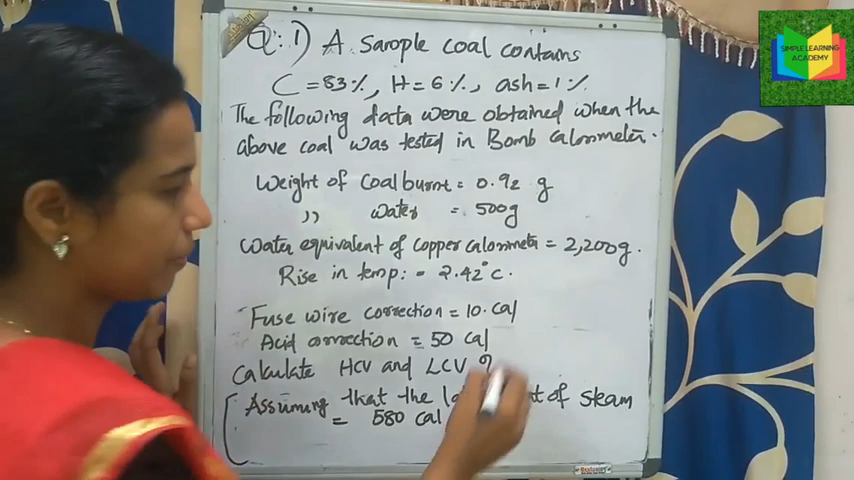 Q:1) A Sample coal contains
C = 83%, H = 6%, ash = 1%.
The following data were obtained when the
above coal was tested in Bomb calorimeter.
Weight of coal burnt = 0.92 g
,, water = 500g
Water equivalent of copper calorimeter = 2,200g.
Rise in temp: = 2.42°C.
Fuse wire correction = 10. Cal
Acid correction = 50 Cal
Calculate HCV and LCV ?
Assuming that the of Steam
= 580 Cal
SIMPLE LEARNING
ACADEMY